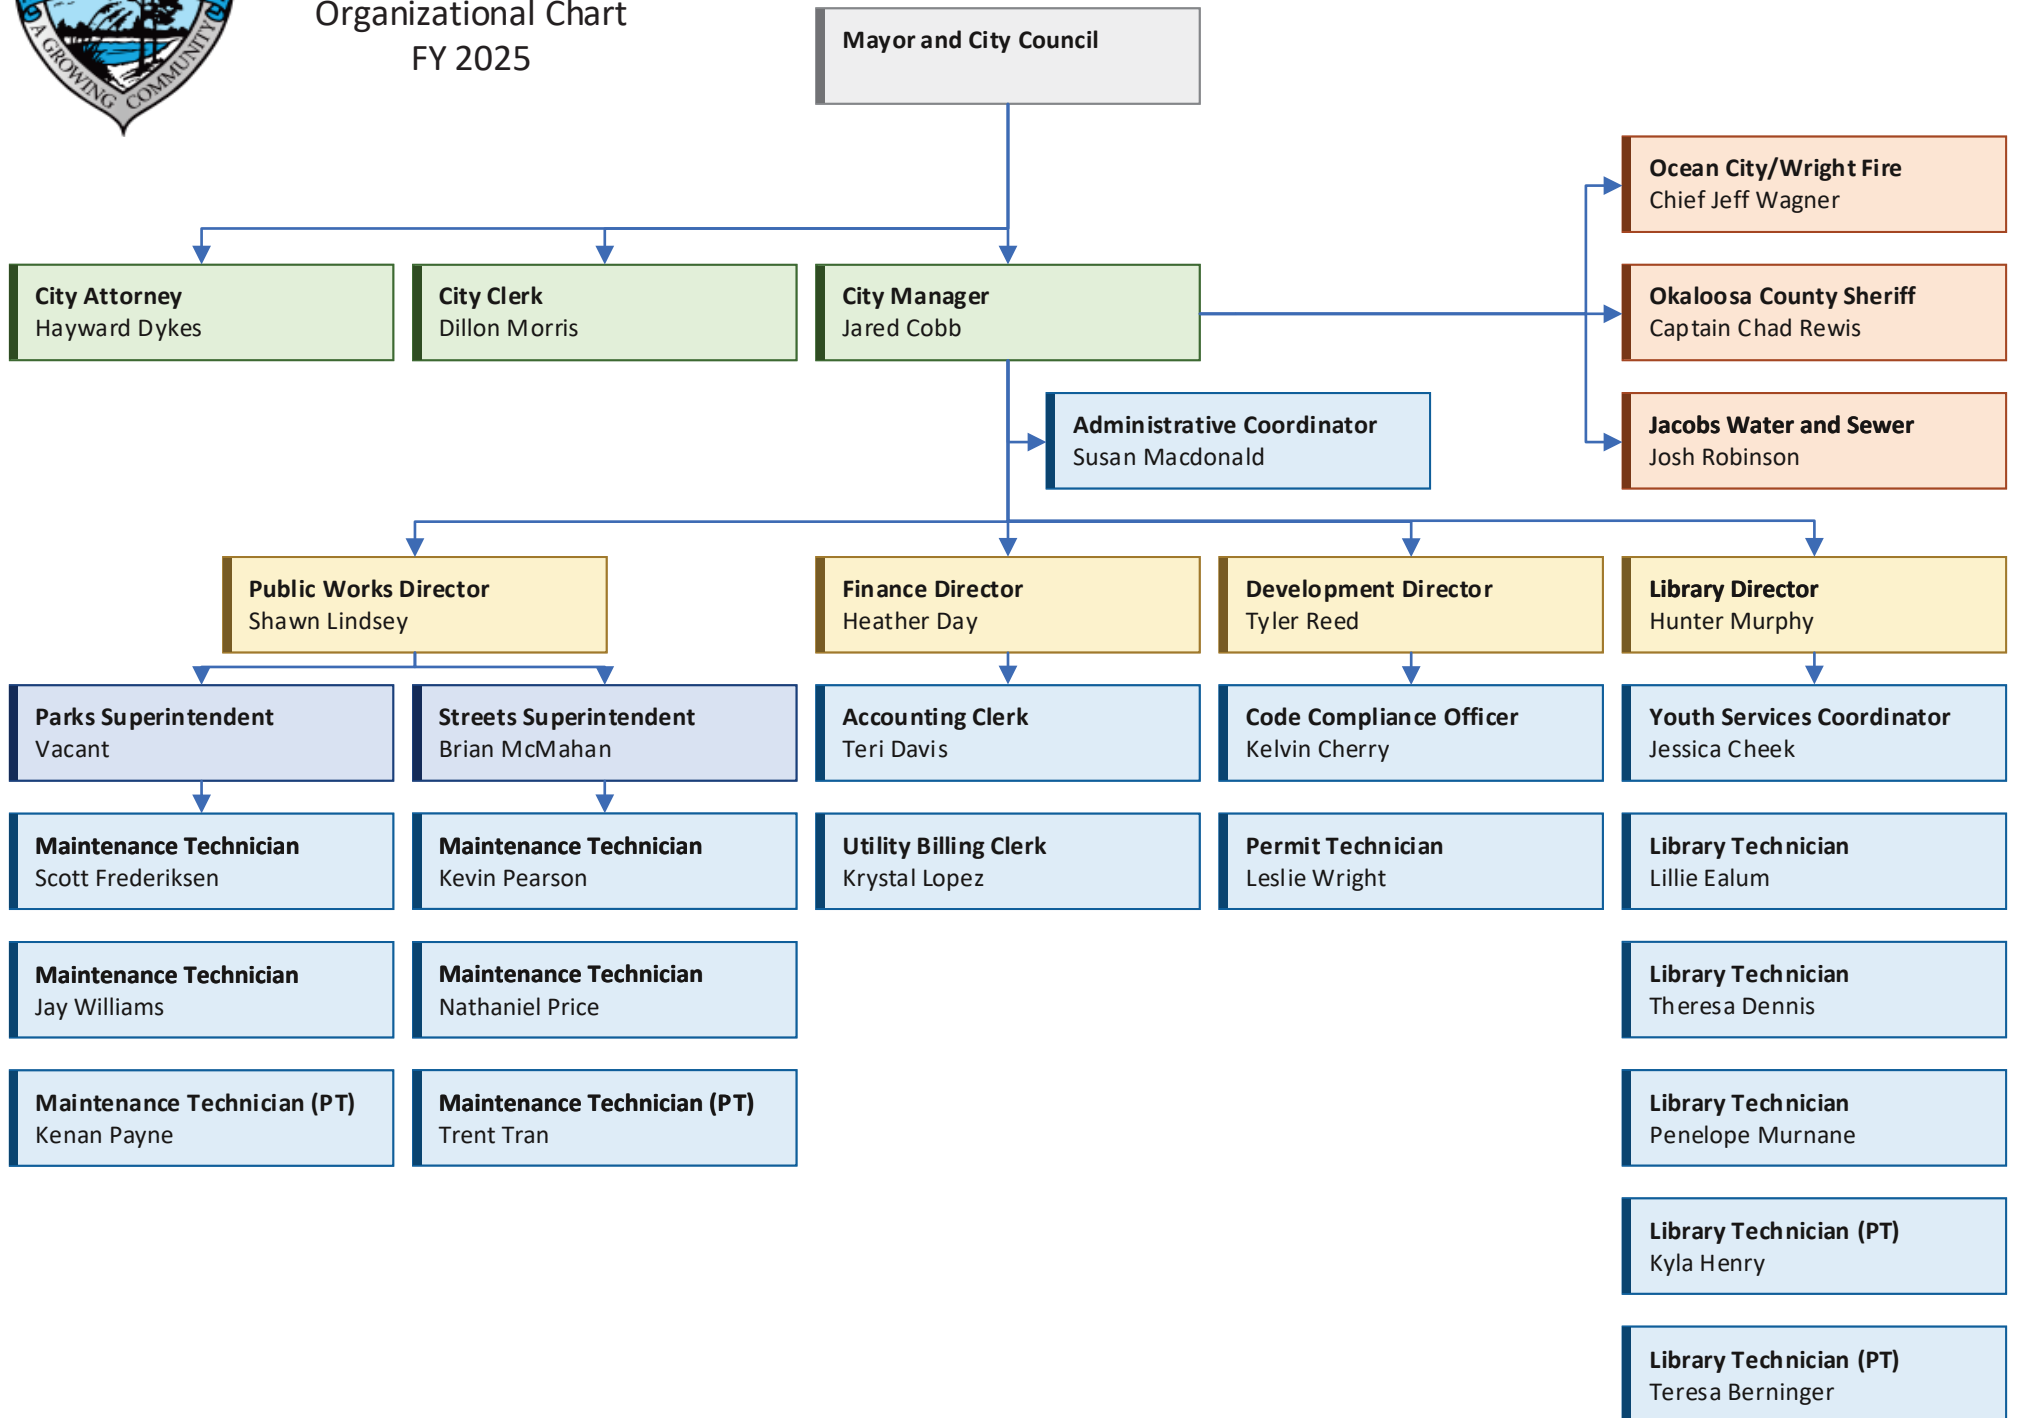 Organizational Chart
FY 2025
A GROWING COMMUNITY
Mayor and City Council
Ocean City/Wright Fire
Chief Jeff Wagner
City Attorney
Hayward Dykes
City Clerk
Dillon Morris
City Manager
Jared Cobb
Okaloosa County Sheriff
Captain Chad Rewis
Administrative Coordinator
Susan Macdonald
Jacobs Water and Sewer
Josh Robinson
Public Works Director
Shawn Lindsey
Finance Director
Heather Day
Development Director
Tyler Reed
Library Director
Hunter Murphy
Parks Superintendent
Vacant
Streets Superintendent
Brian McMahan
Accounting Clerk
Teri Davis
Code Compliance Officer
Kelvin Cherry
Youth Services Coordinator
Jessica Cheek
Maintenance Technician
Scott Frederiksen
Maintenance Technician
Kevin Pearson
Utility Billing Clerk
Krystal Lopez
Permit Technician
Leslie Wright
Library Technician
Lillie Ealum
Maintenance Technician
Jay Williams
Maintenance Technician
Nathaniel Price
Library Technician
Theresa Dennis
Maintenance Technician (PT)
Kenan Payne
Maintenance Technician (PT)
Trent Tran
Library Technician
Penelope Murnane
Library Technician (PT)
Kyla Henry
Library Technician (PT)
Teresa Berninger